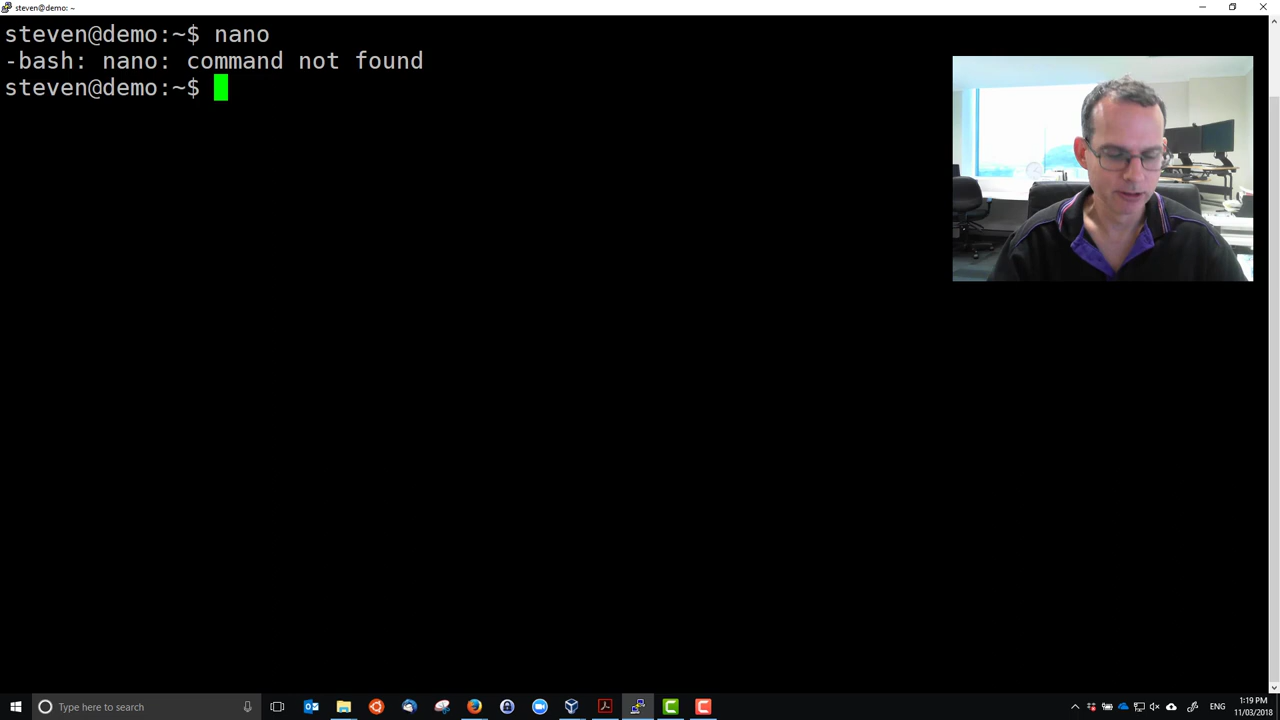 steven@demo: ~
steven@demo:~$ nano
-bash: nano: command not found
steven@demo:~$
Type here to search
ENG
1:19 PM
11/03/2018